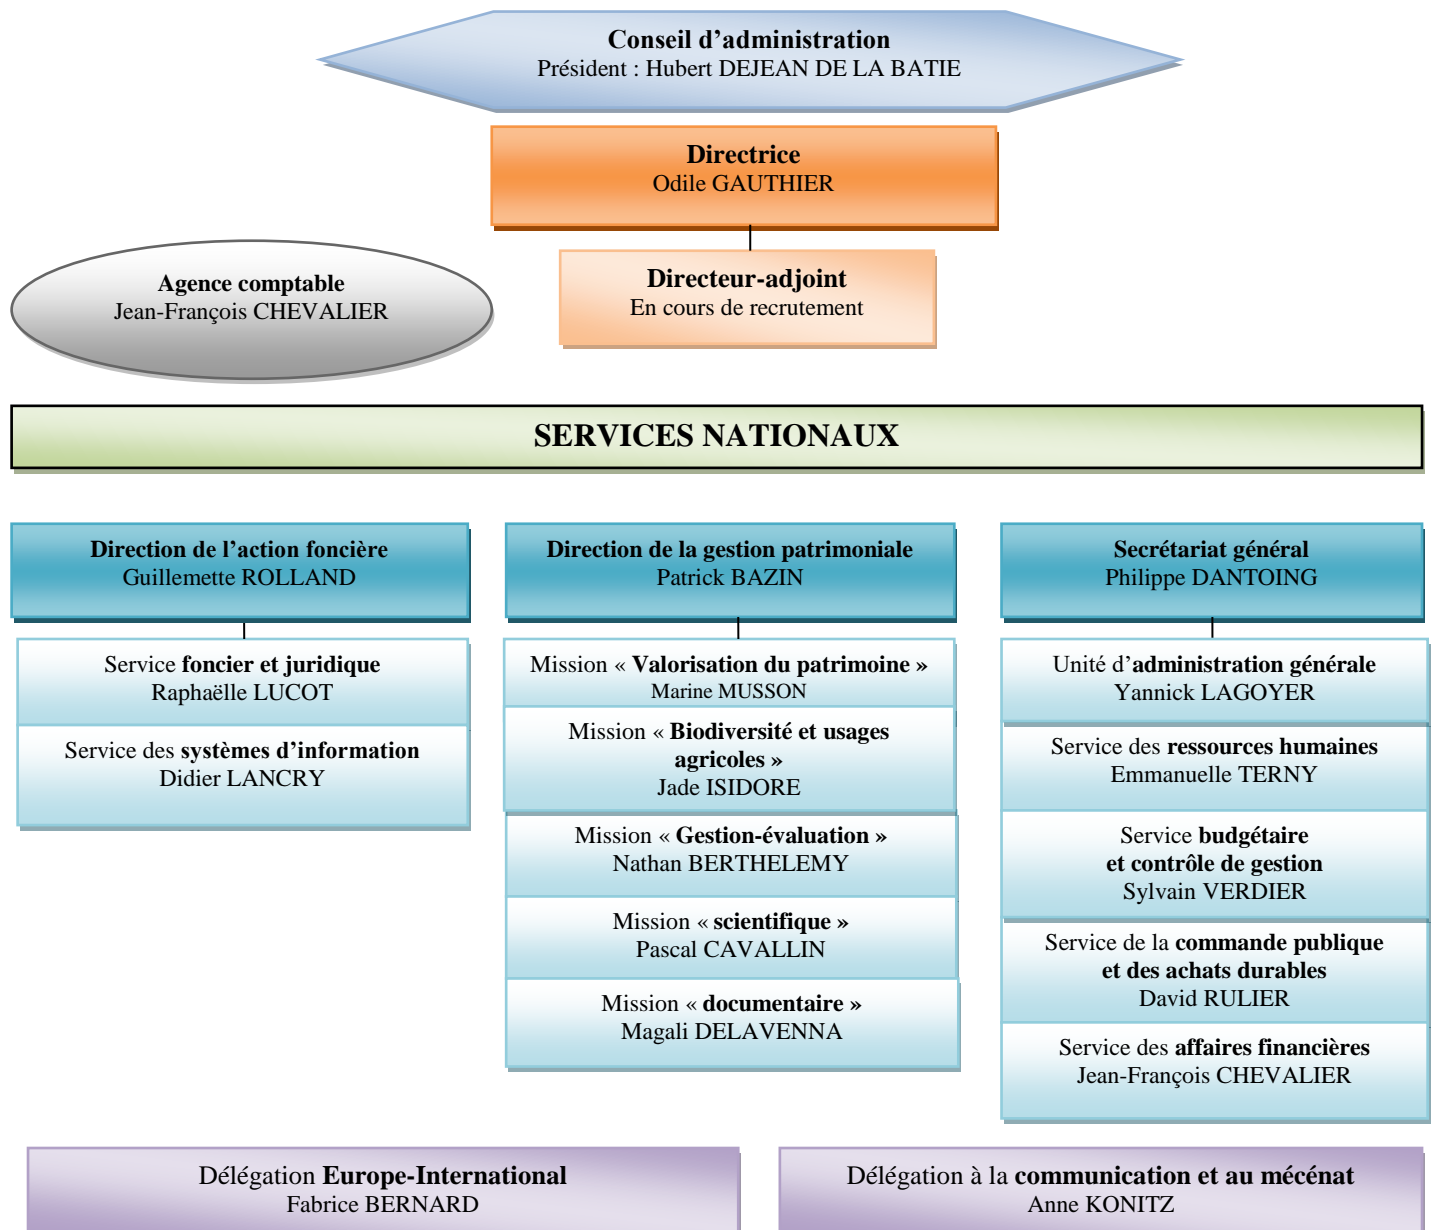 Conseil d’administration
Président : Hubert DEJEAN DE LA BATIE
Directrice
Odile GAUTHIER
Agence comptable
Jean-François CHEVALIER
Directeur-adjoint
En cours de recrutement
SERVICES NATIONAUX
Direction de l’action foncière
Guillemette ROLLAND
Service foncier et juridique
Raphaëlle LUCOT
Service des systèmes d’information
Didier LANCRY
Direction de la gestion patrimoniale
Patrick BAZIN
Mission « Valorisation du patrimoine »
Marine MUSSON
Mission « Biodiversité et usages
agricoles »
Jade ISIDORE
Mission « Gestion-évaluation »
Nathan BERTHELEMY
Mission « scientifique »
Pascal CAVALLIN
Mission « documentaire »
Magali DELAVENNA
Secrétariat général
Philippe DANTOING
Unité d’administration générale
Yannick LAGOYER
Service des ressources humaines
Emmanuelle TERNY
Service budgétaire
et contrôle de gestion
Sylvain VERDIER
Service de la commande publique
et des achats durables
David RULIER
Service des affaires financières
Jean-François CHEVALIER
Délégation Europe-International
Fabrice BERNARD
Délégation à la communication et au mécénat
Anne KONITZ